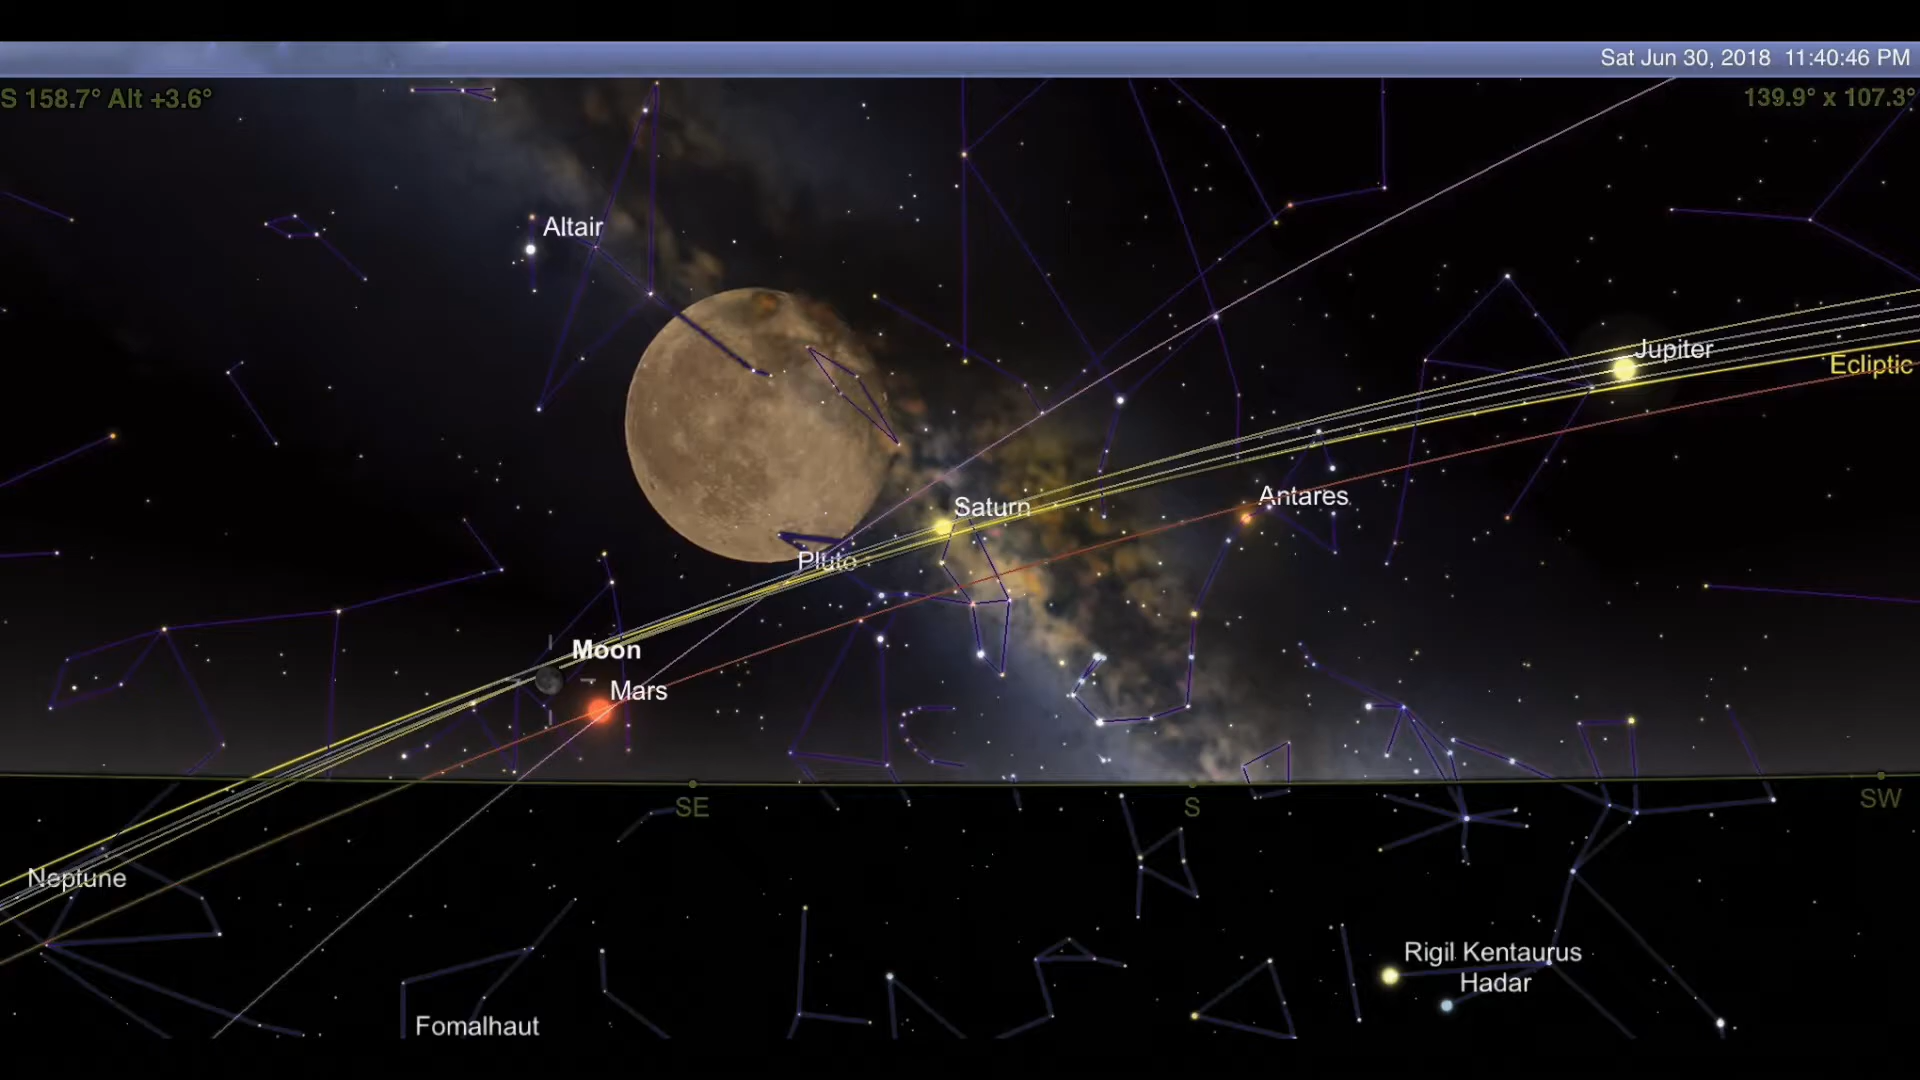 Sat Jun 30, 2018 11:40:46 PM
S 158.7° Alt +3.6°
139.9° x 107.3°
Altair
Jupiter
Ecliptic
Saturn
Antares
Pluto
Moon
Mars
SE
S
SW
Neptune
Rigil Kentaurus
Hadar
Fomalhaut